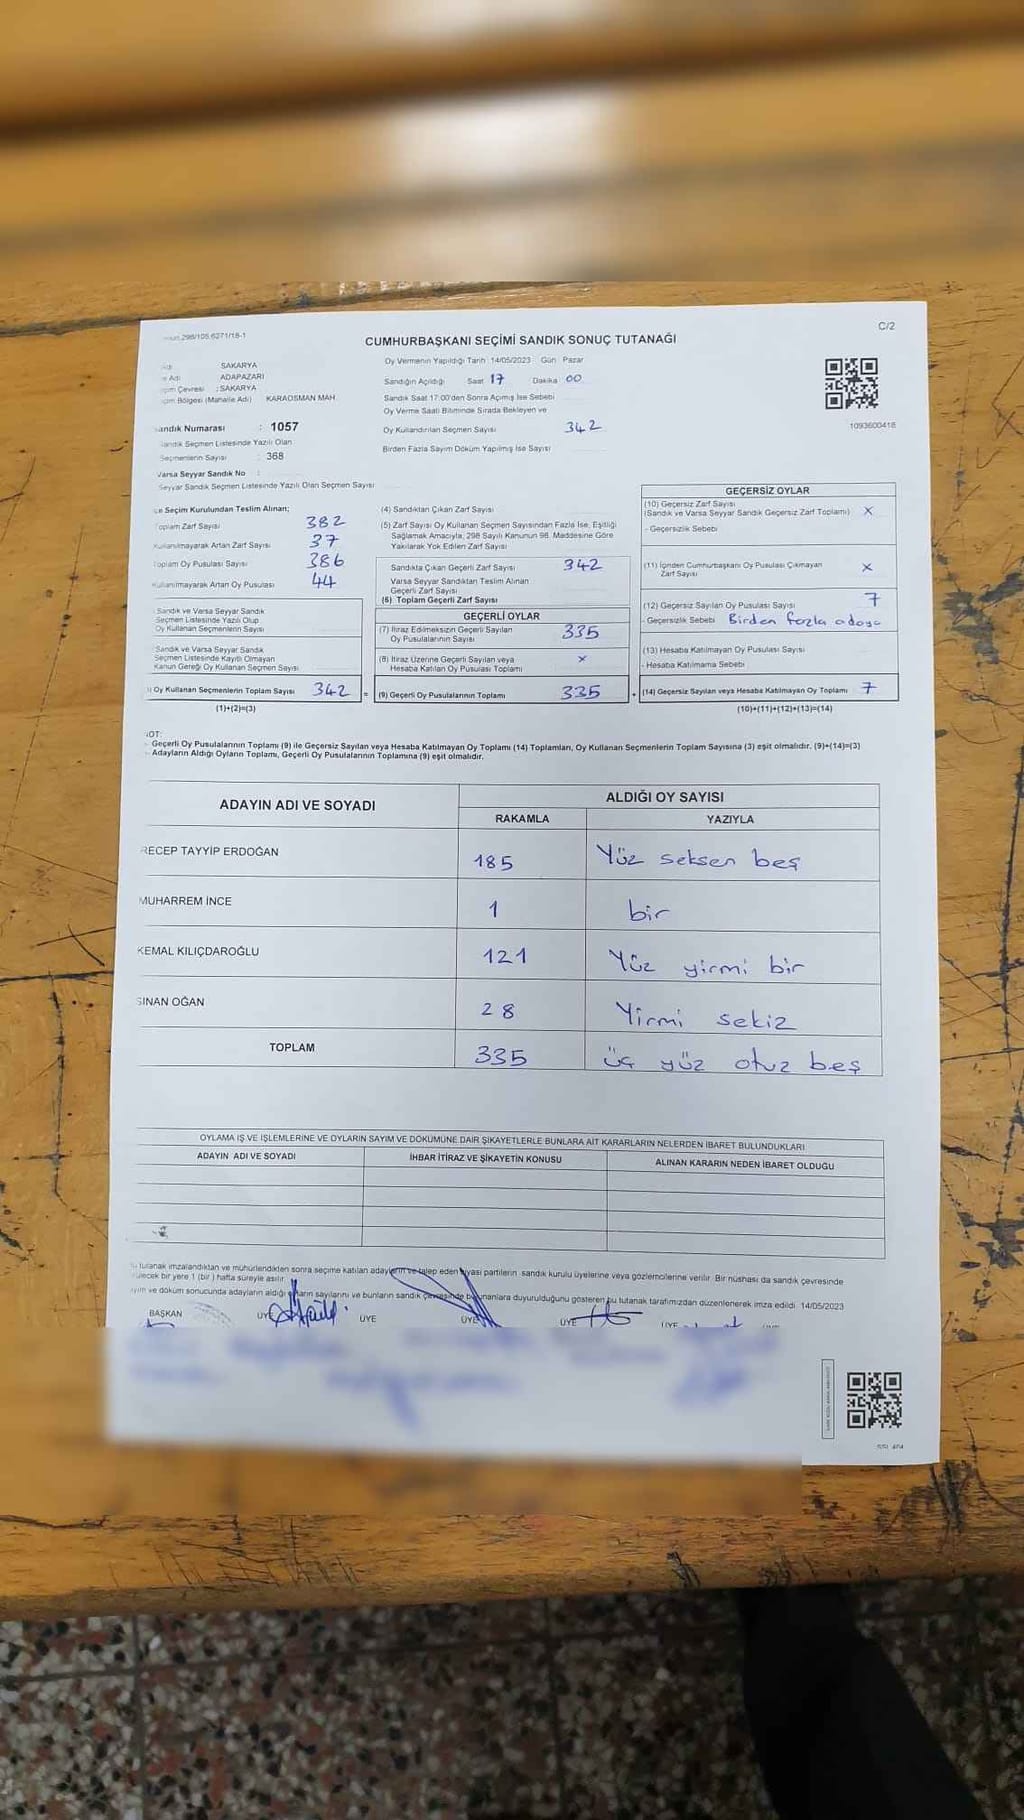 C/2
298/105.6271/18-1
CUMHURBAŞKANI SEÇİMİ SANDIK SONUÇ TUTANAĞI
SAKARYA
Adı ADAPAZARI
Çevresi : SAKARYA
Bölgesi (Mahalle Adı) KARAOSMAN MAH.
Sandık Numarası : 1057
Sandık Seçmen Listesinde Yazılı Olan
Seçmenlerin Sayısı : 368
Varsa Seyyar Sandık No :
Seyyar Sandık Seçmen Listesinde Yazılı Olan Seçmen Sayısı
Oy Vermenin Yapıldığı Tarih 14/05/2023 Gün Pazar
Sandığın Açıldığı Saat 17 Dakika 00
Sandık Saat 17:00'den Sonra Açmış İse Sebebi
Oy Verme Saati Bitiminde Sırada Bekleyen ve
Oy Kullandırılan Seçmen Sayısı 342
Birden Fazla Sayım Döküm Yapılmış İse Sayısı
1093600418
Seçim Kurulundan Teslim Alınan;
Toplam Zarf Sayısı 382
Kullanılmayarak Artan Zarf Sayısı 37
Toplam Oy Pusulası Sayısı 386
Kullanılmayarak Artan Oy Pusulası 44
Sandık ve Varsa Seyyar Sandık
Seçmen Listesinde Yazılı Olup
Oy Kullanan Seçmenlerin Sayısı
Sandık ve Varsa Seyyar Sandık
Seçmen Listesinde Kayıtlı Olmayan
Kanun Gereği Oy Kullanan Seçmen Sayısı
Oy Kullanan Seçmenlerin Toplam Sayısı 342 =
(1)+(2)=(3)
(4) Sandıktan Çıkan Zarf Sayısı
(5) Zarf Sayısı Oy Kullanan Seçmen Sayısından Fazla İse, Eşitliği
Sağlamak Amacıyla; 298 Sayılı Kanunun 98. Maddesine Göre
Yakılarak Yok Edilen Zarf Sayısı
Sandıkta Çıkan Geçerli Zarf Sayısı 342
Varsa Seyyar Sandıktan Teslim Alınan
Geçerli Zarf Sayısı
(6) Toplam Geçerli Zarf Sayısı
GEÇERLİ OYLAR
(7) İtiraz Edilmeksizin Geçerli Sayılan
Oy Pusulalarının Sayısı 335
(8) İtiraz Üzerine Geçerli Sayılan veya
Hesaba Katılan Oy Pusulası Toplamı x
(9) Geçerli Oy Pusulalarının Toplamı 335 +
GEÇERSİZ OYLAR
(10) Geçersiz Zarf Sayısı
(Sandık ve Varsa Seyyar Sandık Geçersiz Zarf Toplamı) X
- Geçersizlik Sebebi
(11) İçinden Cumhurbaşkanı Oy Pusulası Çıkmayan
Zarf Sayısı X
(12) Geçersiz Sayılan Oy Pusulası Sayısı 7
- Geçersizlik Sebebi Birden fazla adaya
(13) Hesaba Katılmayan Oy Pusulası Sayısı
- Hesaba Katılmama Sebebi
(14) Geçersiz Sayılan veya Hesaba Katılmayan Oy Toplamı 7
(10)+(11)+(12)+(13)=(14)
NOT:
- Geçerli Oy Pusulalarının Toplamı (9) ile Geçersiz Sayılan veya Hesaba Katılmayan Oy Toplamı (14) Toplamları, Oy Kullanan Seçmenlerin Toplam Sayısına (3) eşit olmalıdır. (9)+(14)=(3)
- Adayların Aldığı Oyların Toplamı, Geçerli Oy Pusulalarının Toplamına (9) eşit olmalıdır.
ADAYIN ADI VE SOYADI ALDIĞI OY SAYISI
RAKAMLA YAZIYLA
RECEP TAYYİP ERDOĞAN 185 Yüz seksen beş
MUHARREM İNCE 1 bir
KEMAL KILIÇDAROĞLU 121 Yüz yirmi bir
SİNAN OĞAN 28 Yirmi sekiz
TOPLAM 335 üç yüz otuz beş
OYLAMA İŞ VE İŞLEMLERİNE VE OYLARIN SAYIM VE DÖKÜMÜNE DAİR ŞİKAYETLERLE BUNLARA AİT KARARLARIN NELERDEN İBARET BULUNDUKLARI
ADAYIN ADI VE SOYADI İHBAR İTİRAZ VE ŞİKAYETİN KONUSU ALINAN KARARIN NEDEN İBARET OLDUĞU
tutanak imzalandıktan ve mühürlendikten sonra seçime katılan adayların ve talep eden siyasi partilerin sandık kurulu üyelerine veya gözlemcilerine verilir. Bir nüshası da sandık çevresinde
bir yere 1 (bir) hafta süreyle asılır.
ve döküm sonucunda adayların aldığı oyların sayılarını ve bunların sandık çevresinde bulunanlara duyurulduğunu gösteren bu tutanak tarafımızdan düzenlenerek imza edildi. 14/05/2023
BAŞKAN ÜYE ÜYE ÜYE ÜYE ÜYE